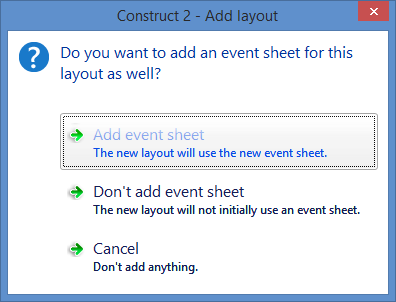 Construct 2 - Add layout
Do you want to add an event sheet for this
layout as well?
Add event sheet
The new layout will use the new event sheet.
Don't add event sheet
The new layout will not initially use an event sheet.
Cancel
Don't add anything.